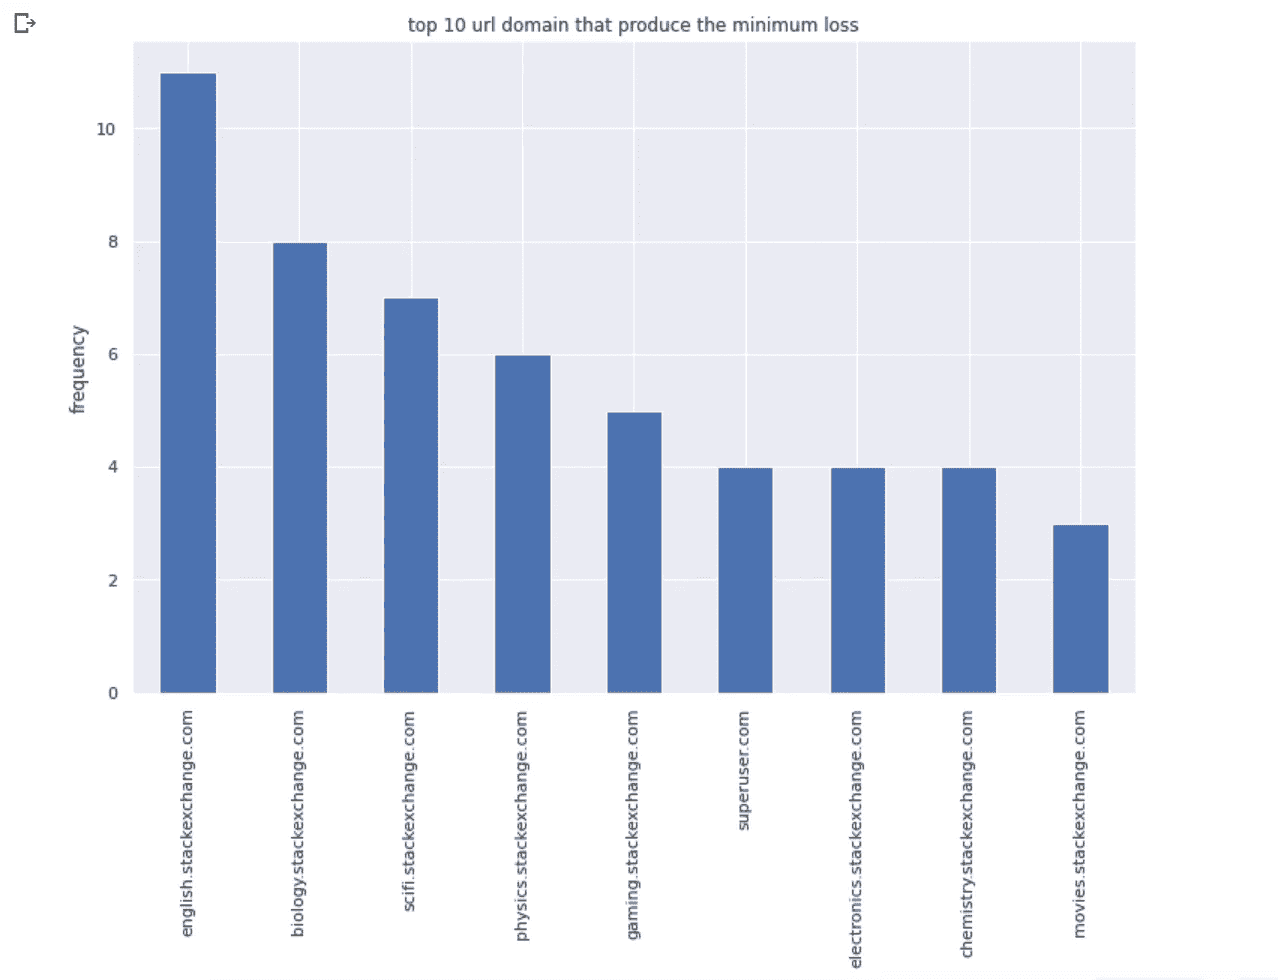 top 10 url domain that produce the minimum loss
10
8
6
4
2
0
frequency
english.stackexchange.com
biology.stackexchange.com
scifi.stackexchange.com
physics.stackexchange.com
gaming.stackexchange.com
superuser.com
electronics.stackexchange.com
chemistry.stackexchange.com
movies.stackexchange.com